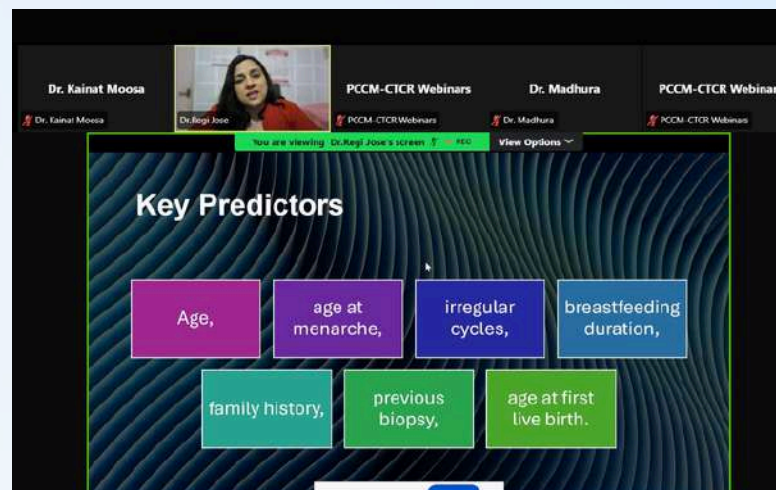 Dr. Kainat Moosa
PCCM-CTCR Webinars
Dr. Madhura
PCCM-CTCR Webinar
Dr. Kainat Moosa
Dr.Regi Jose
PCCM-CTCR Webinars
Dr. Madhura
PCCM-CTCR Webinars
You are viewing Dr.Regi Jose's screen
REC
View Options
Key Predictors
Age,
age at
menarche,
irregular
cycles,
breastfeeding
duration,
family history,
previous
biopsy,
age at first
live birth.